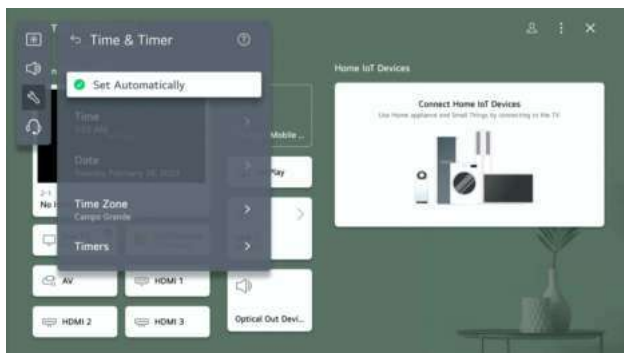 Time & Timer
Set Automatically
Time
Date
Time Zone
Campo Grande
Timers
AV
HDMI 1
HDMI 2
HDMI 3
Mobile ...
Play
Optical Out Devi...
Home IoT Devices
Connect Home IoT Devices
Use Home appliance and Small Things by connecting to the TV.